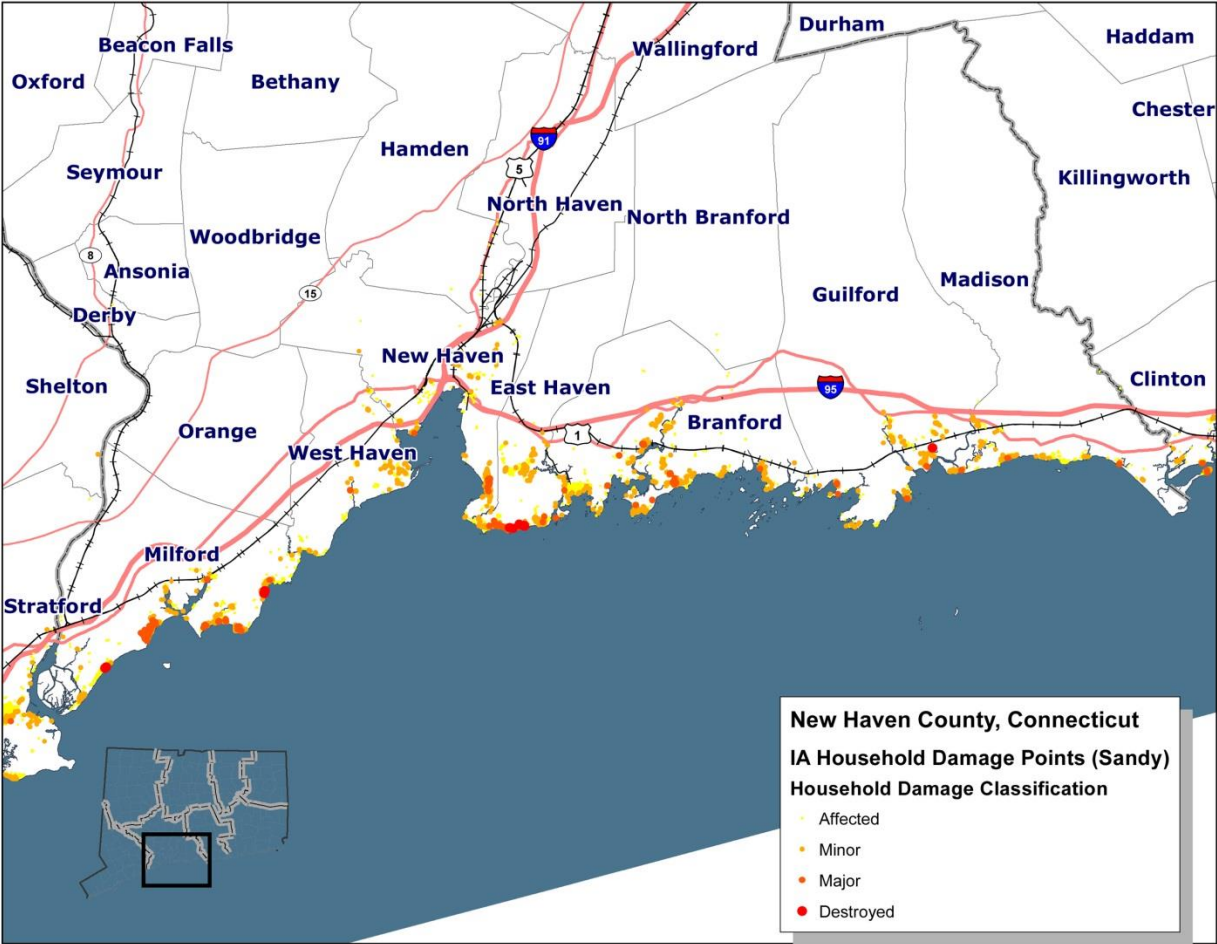 Durham
Haddam
Beacon Falls
Wallingford
Oxford
Bethany
Chester
91
Hamden
5
Seymour
Killingworth
North Haven
North Branford
Woodbridge
8
Ansonia
Madison
15
Guilford
Derby
New Haven
Shelton
East Haven
95
Clinton
Orange
1
Branford
West Haven
Milford
Stratford
New Haven County, Connecticut
IA Household Damage Points (Sandy)
Household Damage Classification
Affected
Minor
Major
Destroyed